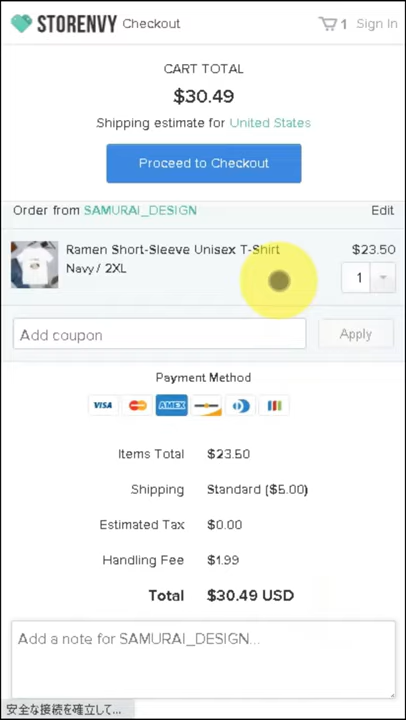 STORENVY Checkout 1 Sign In
CART TOTAL
$30.49
Shipping estimate for United States
Proceed to Checkout
Order from SAMURAI_DESIGN Edit
Ramen Short-Sleeve Unisex T-Shirt $23.50
Navy / 2XL 1
Add coupon Apply
Payment Method
VISA AMEX
Items Total $23.50
Shipping Standard ($5.00)
Estimated Tax $0.00
Handling Fee $1.99
Total $30.49 USD
Add a note for SAMURAI_DESIGN...
安全な接続を確立して...